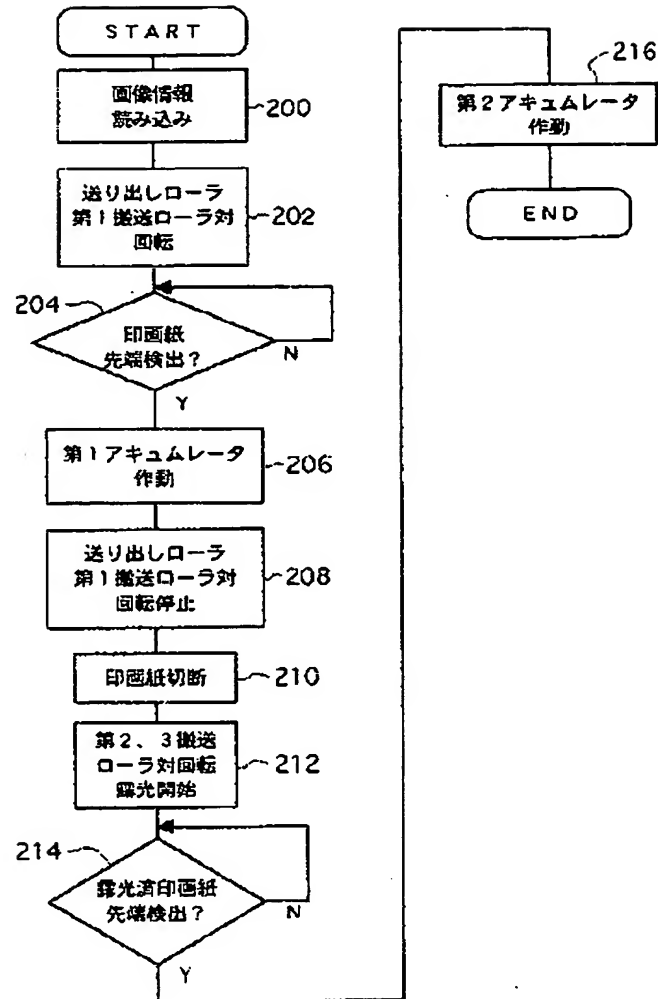 START
画像情報
読み込み
200
送り出しローラ
第1搬送ローラ対
回転
202
204
印画紙
先端検出？
N
Y
第1アキュムレータ
作動
206
送り出しローラ
第1搬送ローラ対
回転停止
208
印画紙切断
210
第2、3搬送
ローラ対回転
露光開始
212
214
露光済印画紙
先端検出？
N
Y
216
第2アキュムレータ
作動
END